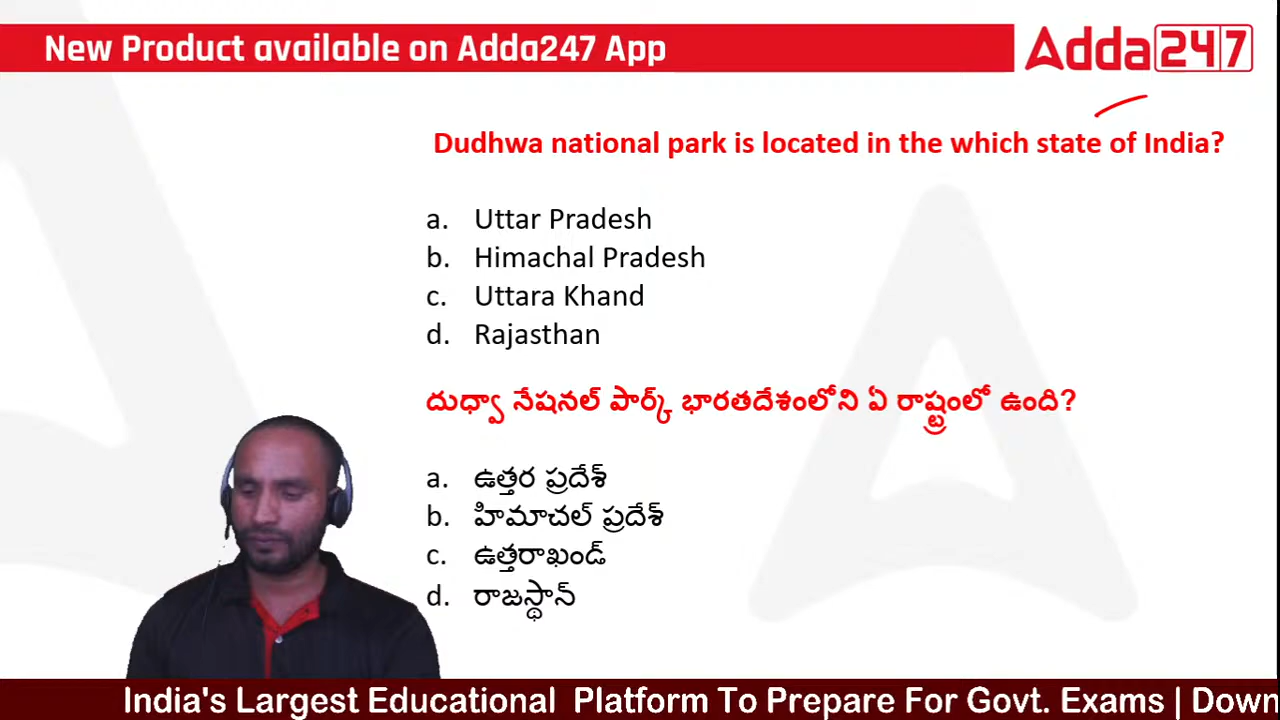 New Product available on Adda247 App
Adda247
Dudhwa national park is located in the which state of India?
a. Uttar Pradesh
b. Himachal Pradesh
c. Uttara Khand
d. Rajasthan
దుధ్వా నేషనల్ పార్క్ భారతదేశంలోని ఏ రాష్ట్రంలో ఉంది?
a. ఉత్తర ప్రదేశ్
b. హిమాచల్ ప్రదేశ్
c. ఉత్తరాఖండ్
d. రాజస్థాన్
India's Largest Educational Platform To Prepare For Govt. Exams | Down